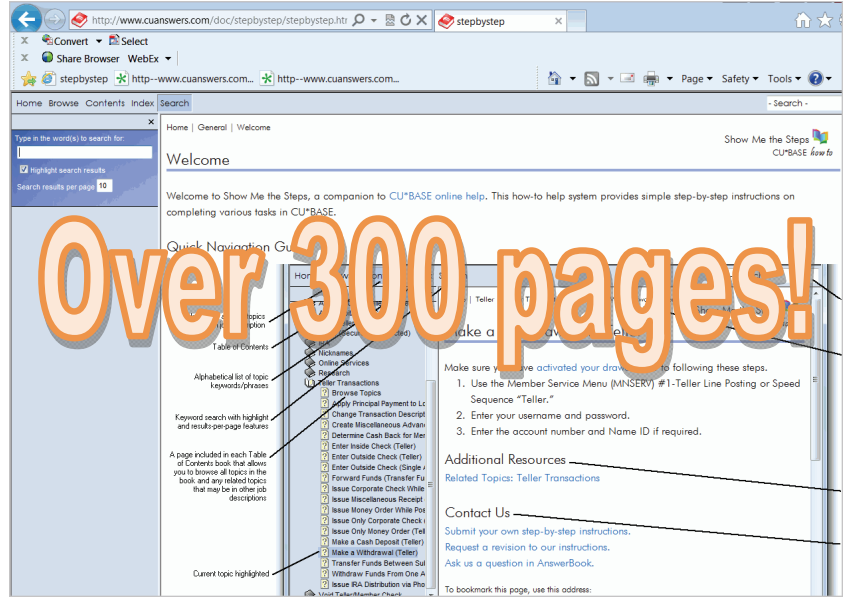 http://www.cuanswers.com/doc/stepbystep/stepbystep.htr
stepbystep
x Convert Select
x Share Browser WebEx
stepbystep http--www.cuanswers.com... http--www.cuanswers.com...
Page Safety Tools
Home Browse Contents Index Search
- Search -
Type in the word(s) to search for:
Highlight search results
Search results per page 10
Home | General | Welcome
Show Me the Steps
CU*BASE how to
Welcome
Welcome to Show Me the Steps, a companion to CU*BASE online help. This how-to help system provides simple step-by-step instructions on
completing various tasks in CU*BASE.
Quick Navigation
Over 300 pages!
Table of Contents
Alphabetical list of topic
keywords/phrases
Keyword search with highlight
and results-per-page features
A page included in each Table
of Contents book that allows
you to browse all topics in the
book and any related topics
that may be in other job
descriptions
Current topic highlighted
IRA
Nicknames
Online Services
Research
Teller Transactions
Browse Topics
Apply Principal Payment to Lo
Change Transaction Descript
Create Miscellaneous Advan
Determine Cash Back for Mer
Enter Inside Check (Teller)
Enter Outside Check (Teller)
Enter Outside Check (Single A
Forward Funds (Transfer Fu
Issue Corporate Check While
Issue Miscellaneous Receipt
Issue Money Order While Pos
Issue Only Corporate Check (
Issue Only Money Order (Tel
Make a Cash Deposit (Teller)
Make a Withdrawal (Teller)
Transfer Funds Between Sul
Withdraw Funds From One A
Issue IRA Distribution via Pho
Void Teller/Member Check
Make sure you have activated your to following these steps.
1. Use the Member Service Menu (MNSERV) #1-Teller Line Posting or Speed
Sequence “Teller.”
2. Enter your username and password.
3. Enter the account number and Name ID if required.
Additional Resources
Related Topics: Teller Transactions
Contact Us
Submit your own step-by-step instructions.
Request a revision to our instructions.
Ask us a question in AnswerBook.
To bookmark this page, use this address: